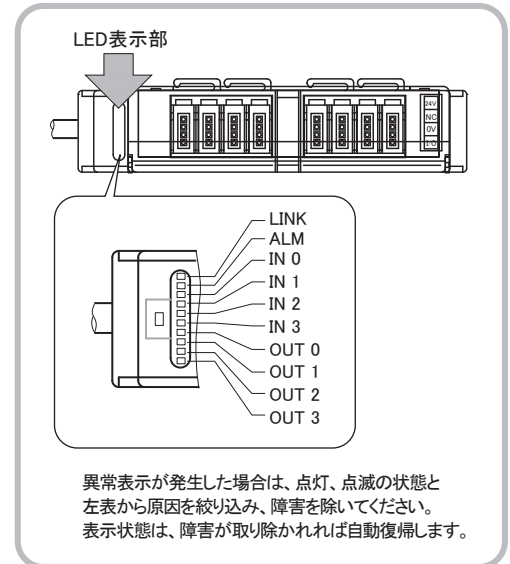 LED表示部
24V
NC
0V
I/O
LINK
ALM
IN 0
IN 1
IN 2
IN 3
OUT 0
OUT 1
OUT 2
OUT 3
異常表示が発生した場合は、点灯、点滅の状態と
左表から原因を絞り込み、障害を除いてください。
表示状態は、障害が取り除かれれば自動復帰します。